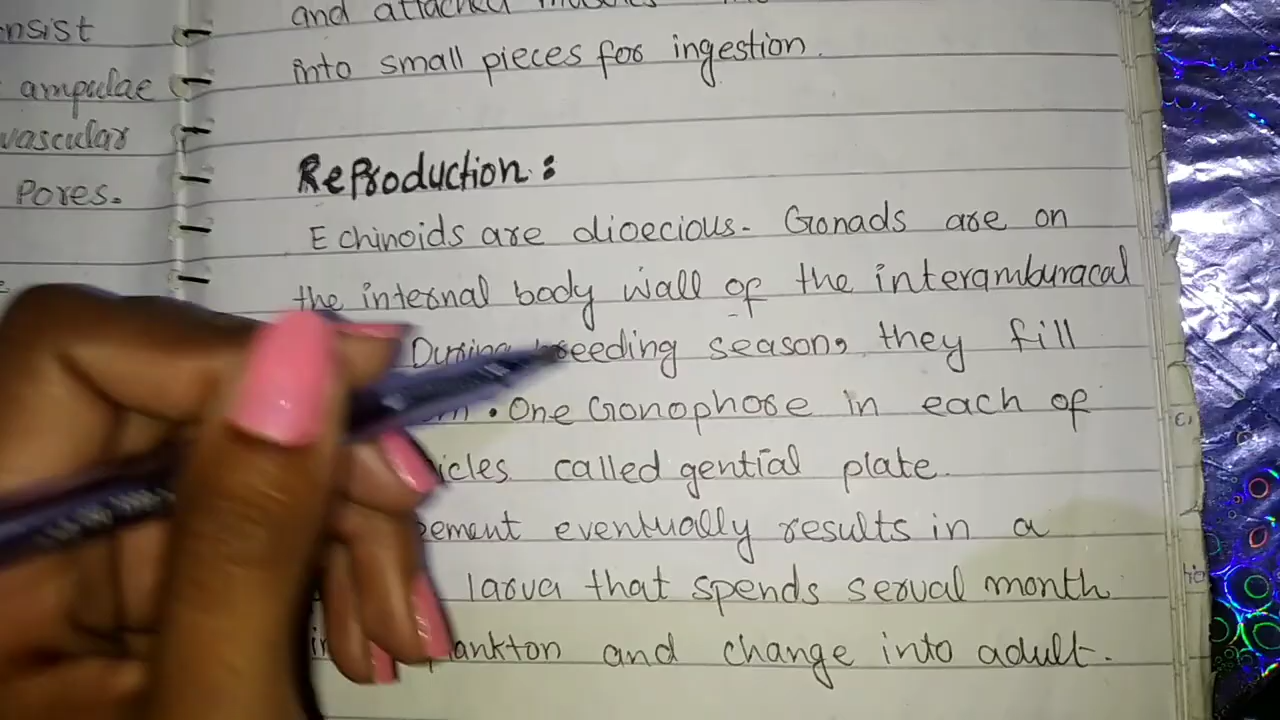 nsist
ampulae
vascular
Pores.
and attached
into small pieces for ingestion.
Reproduction:
Echinoids are dioecious. Gonads are on
the internal body wall of the interamburacal
During breeding season, they fill
. One Gonophore in each of
icles called gential plate.
ement eventually results in a
larva that spends serval month
ankton and change into adult.